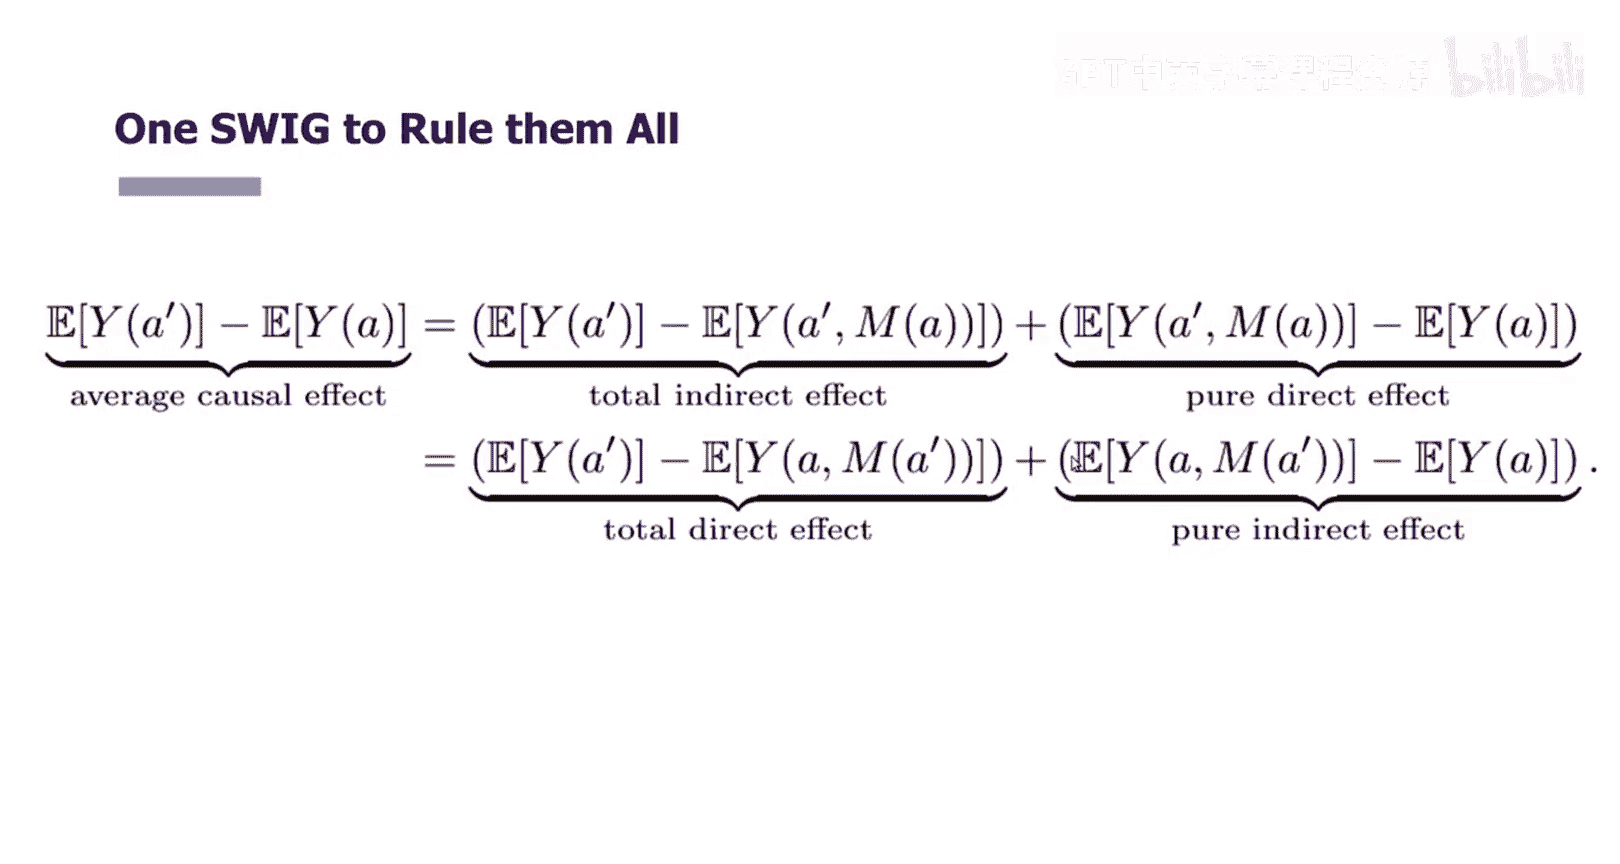 bilibili
One SWIG to Rule them All
𝔼[Y(a′)] − 𝔼[Y(a)] = (𝔼[Y(a′)] − 𝔼[Y(a′, M(a))]) + (𝔼[Y(a′, M(a))] − 𝔼[Y(a)])
average causal effect total indirect effect pure direct effect
= (𝔼[Y(a′)] − 𝔼[Y(a, M(a′))]) + (𝔼[Y(a, M(a′))] − 𝔼[Y(a)]) .
total direct effect pure indirect effect